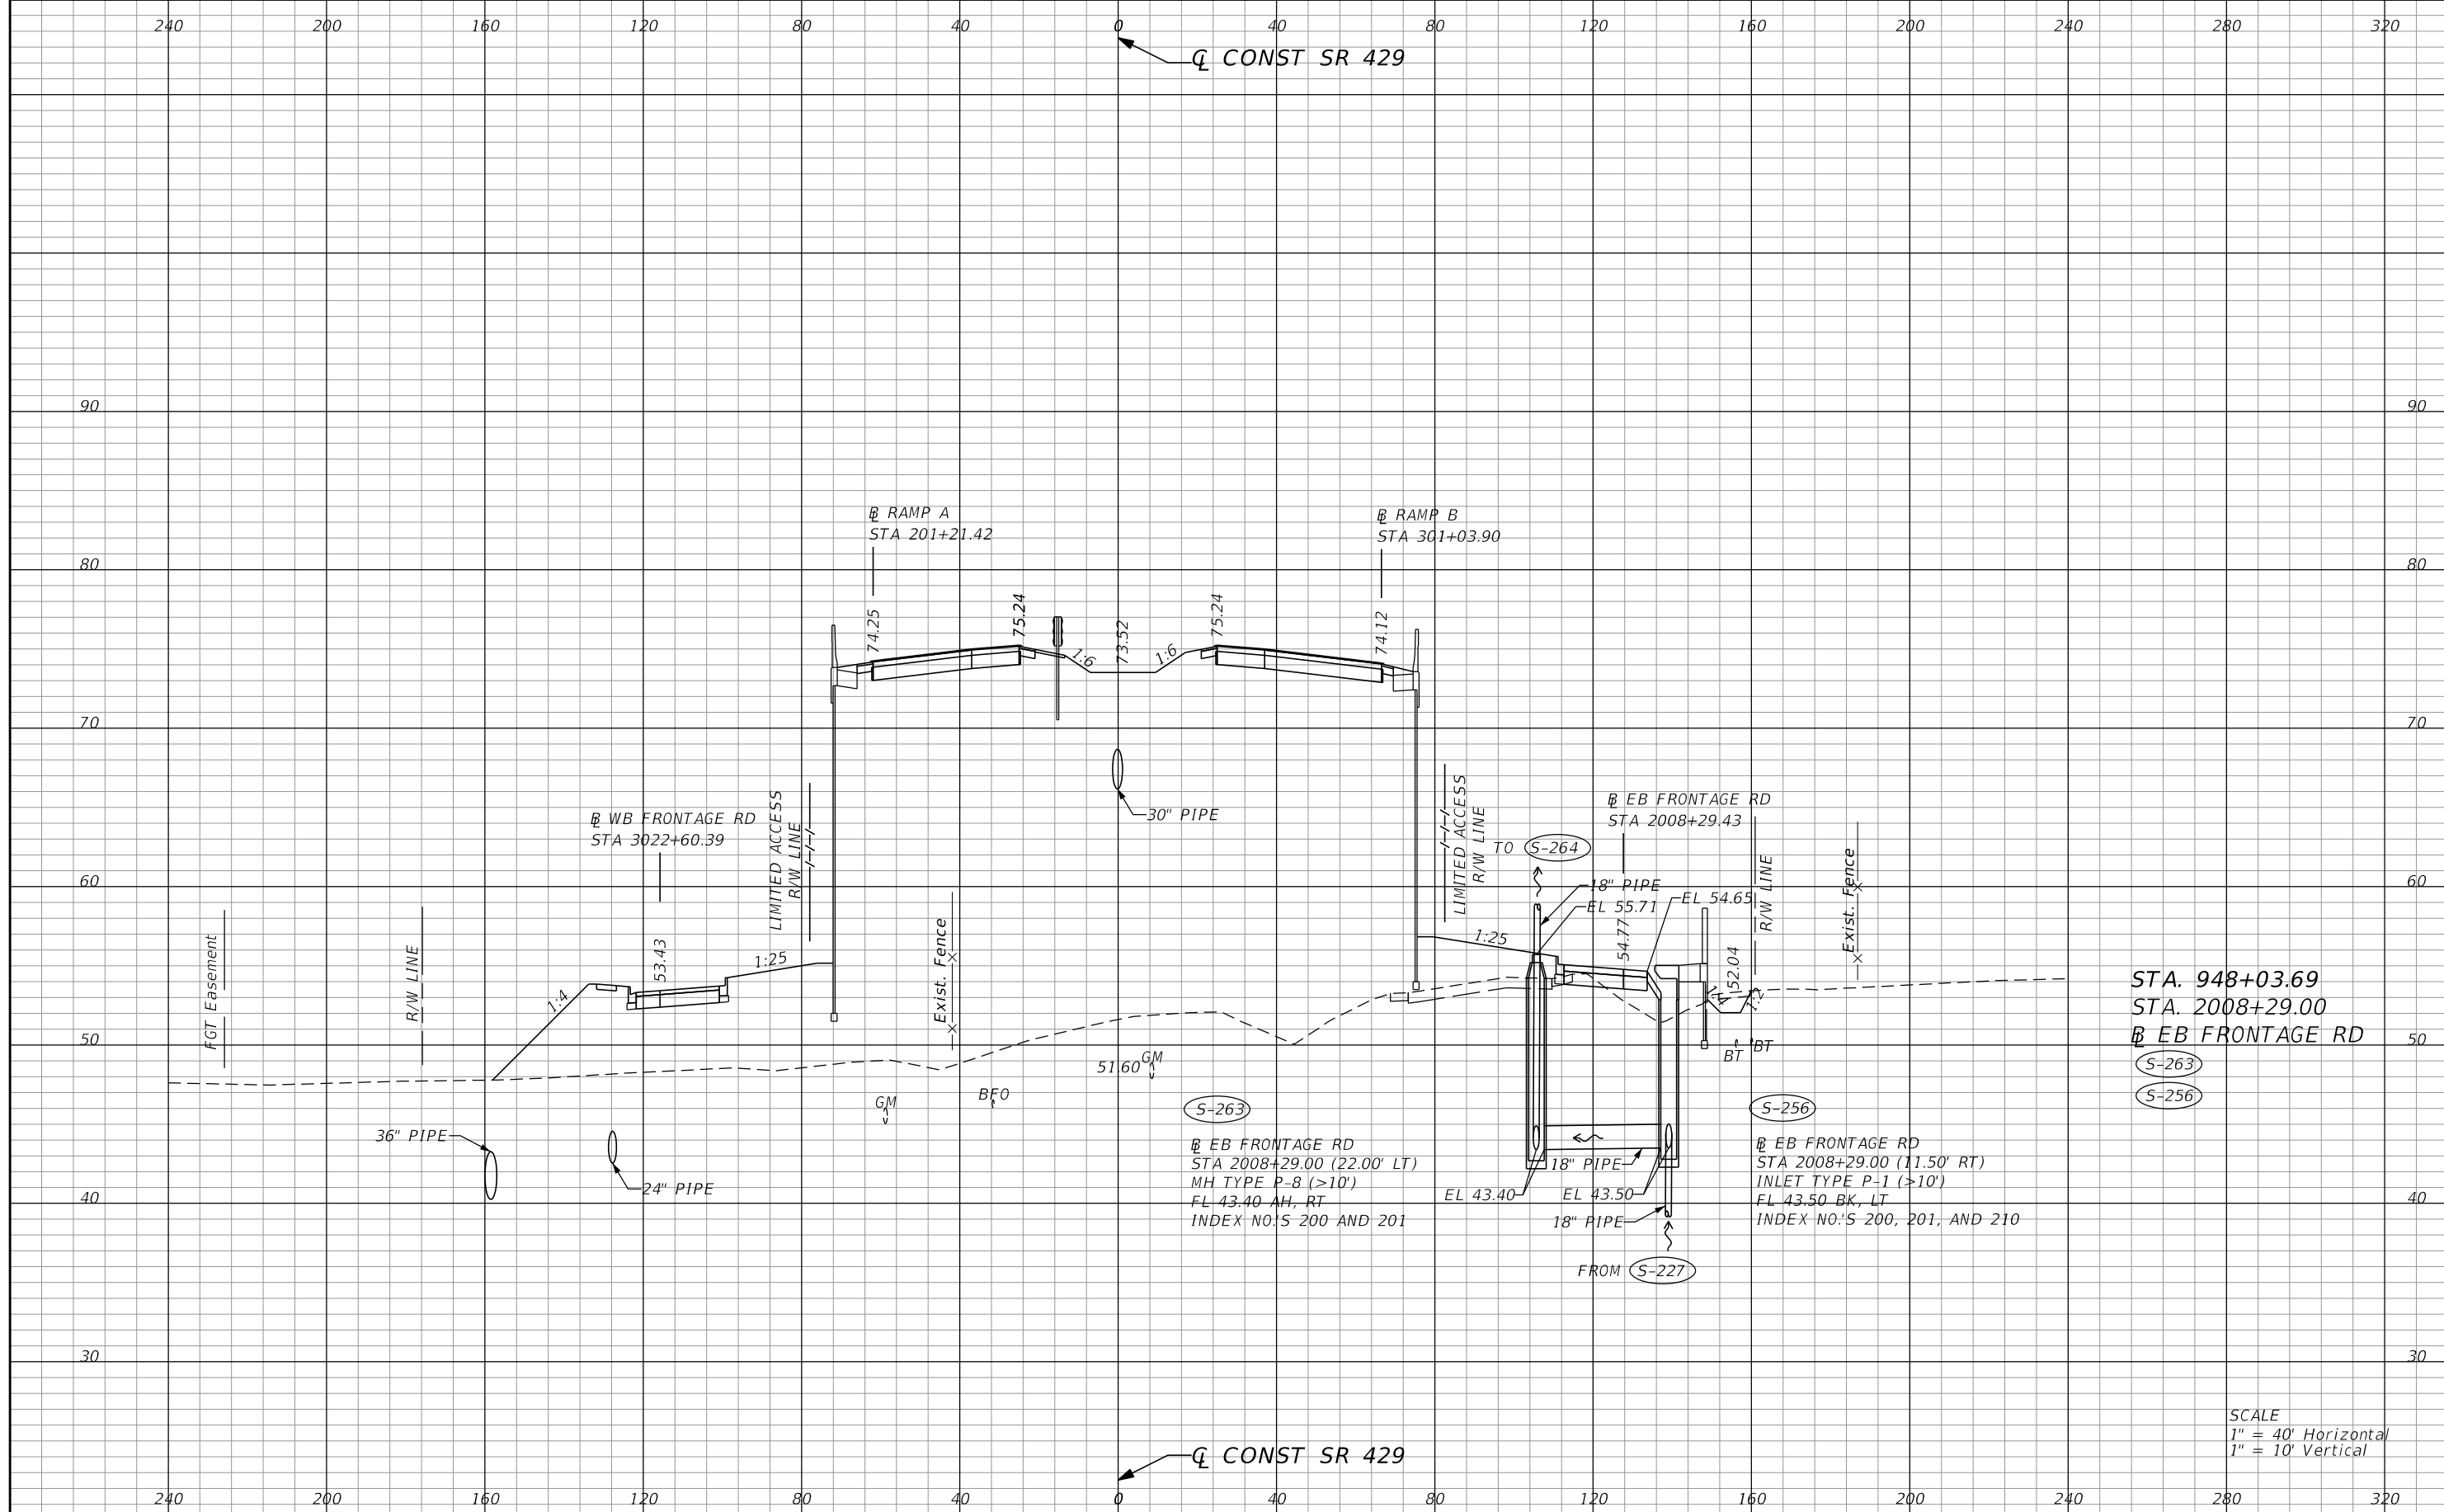 240 200 160 120 80 40 0 40 80 120 160 200 240 280 320
CL CONST SR 429
90 90
BL RAMP A
STA 201+21.42
BL RAMP B
STA 301+03.90
80 80
74.25
75.24
73.52
75.24
74.12
1:6
1:6
70 70
30" PIPE
BL WB FRONTAGE RD
STA 3022+60.39
LIMITED ACCESS
R/W LINE
LIMITED ACCESS
R/W LINE
BL EB FRONTAGE RD
STA 2008+29.43
TO S-264
60 60
18" PIPE
EL 55.71
EL 54.65
R/W LINE
Exist. Fence
FGT Easement
R/W LINE
1:4
53.43
1:25
Exist. Fence
1:25
54.77
52.04
1:2
STA. 948+03.69
STA. 2008+29.00
BL EB FRONTAGE RD
S-263
S-256
50 50
BT
BT
51.60
GM
GM
BFO
36" PIPE
24" PIPE
S-263
BL EB FRONTAGE RD
STA 2008+29.00 (22.00' LT)
MH TYPE P-8 (>10')
FL 43.40 AH, RT
INDEX NO.'S 200 AND 201
18" PIPE
EL 43.40
EL 43.50
18" PIPE
FROM S-227
S-256
BL EB FRONTAGE RD
STA 2008+29.00 (11.50' RT)
INLET TYPE P-1 (>10')
FL 43.50 BK, LT
INDEX NO.'S 200, 201, AND 210
40 40
30 30
SCALE
1" = 40' Horizontal
1" = 10' Vertical
CL CONST SR 429
240 200 160 120 80 40 0 40 80 120 160 200 240 280 320